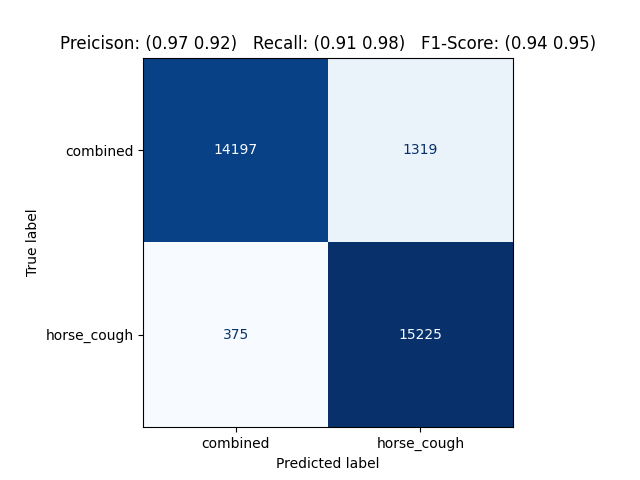 Preicison: (0.97 0.92) Recall: (0.91 0.98) F1-Score: (0.94 0.95)
combined
14197
1319
True label
horse_cough
375
15225
combined
horse_cough
Predicted label